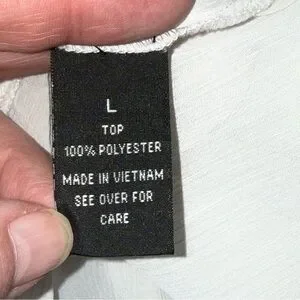 L
TOP
100% POLYESTER
MADE IN VIETNAM
SEE OVER FOR
CARE